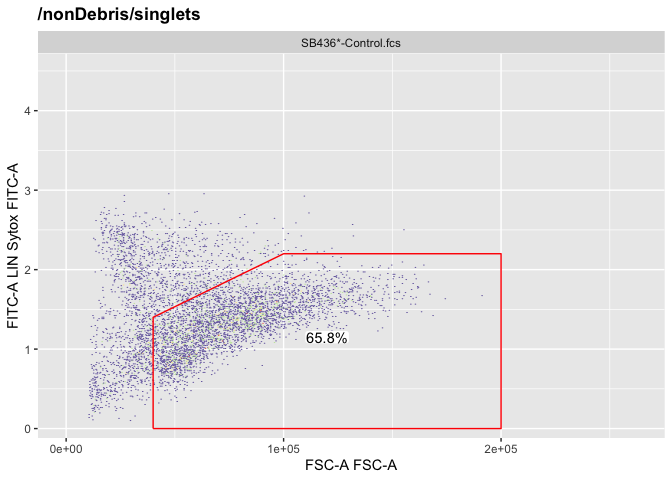 /nonDebris/singlets
SB436*-Control.fcs
FITC-A LIN Sytox FITC-A
4
3
2
1
0
65.8%
0e+00
1e+05
2e+05
FSC-A FSC-A